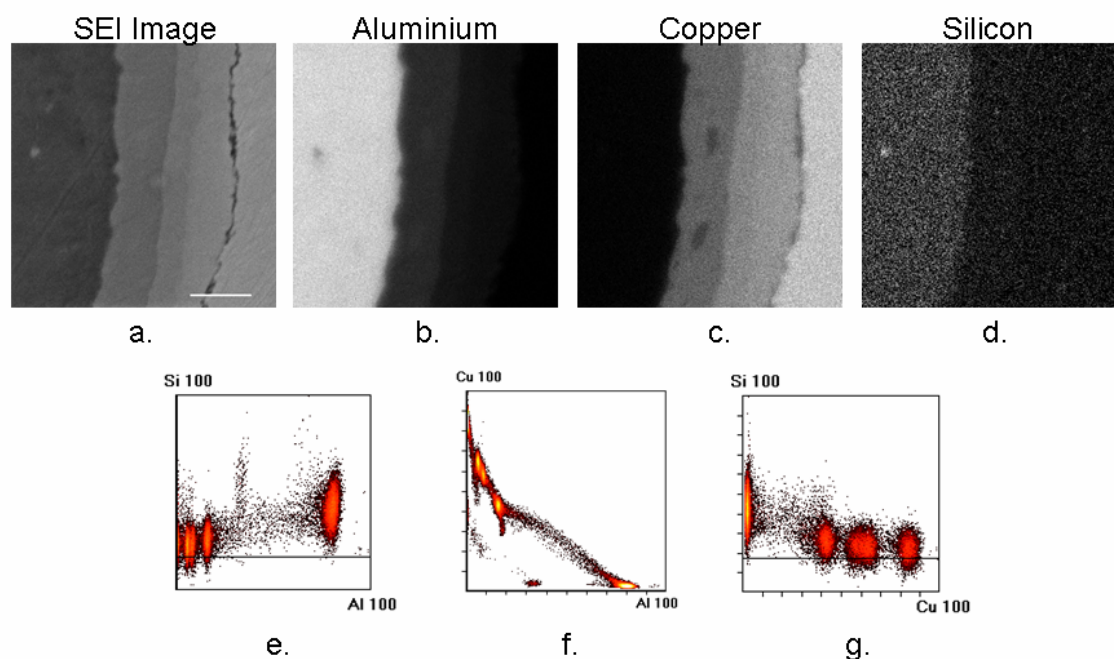 SEI Image Aluminium Copper Silicon
a. b. c. d.
Si 100 Cu 100 Si 100
Al 100 Al 100 Cu 100
e. f. g.